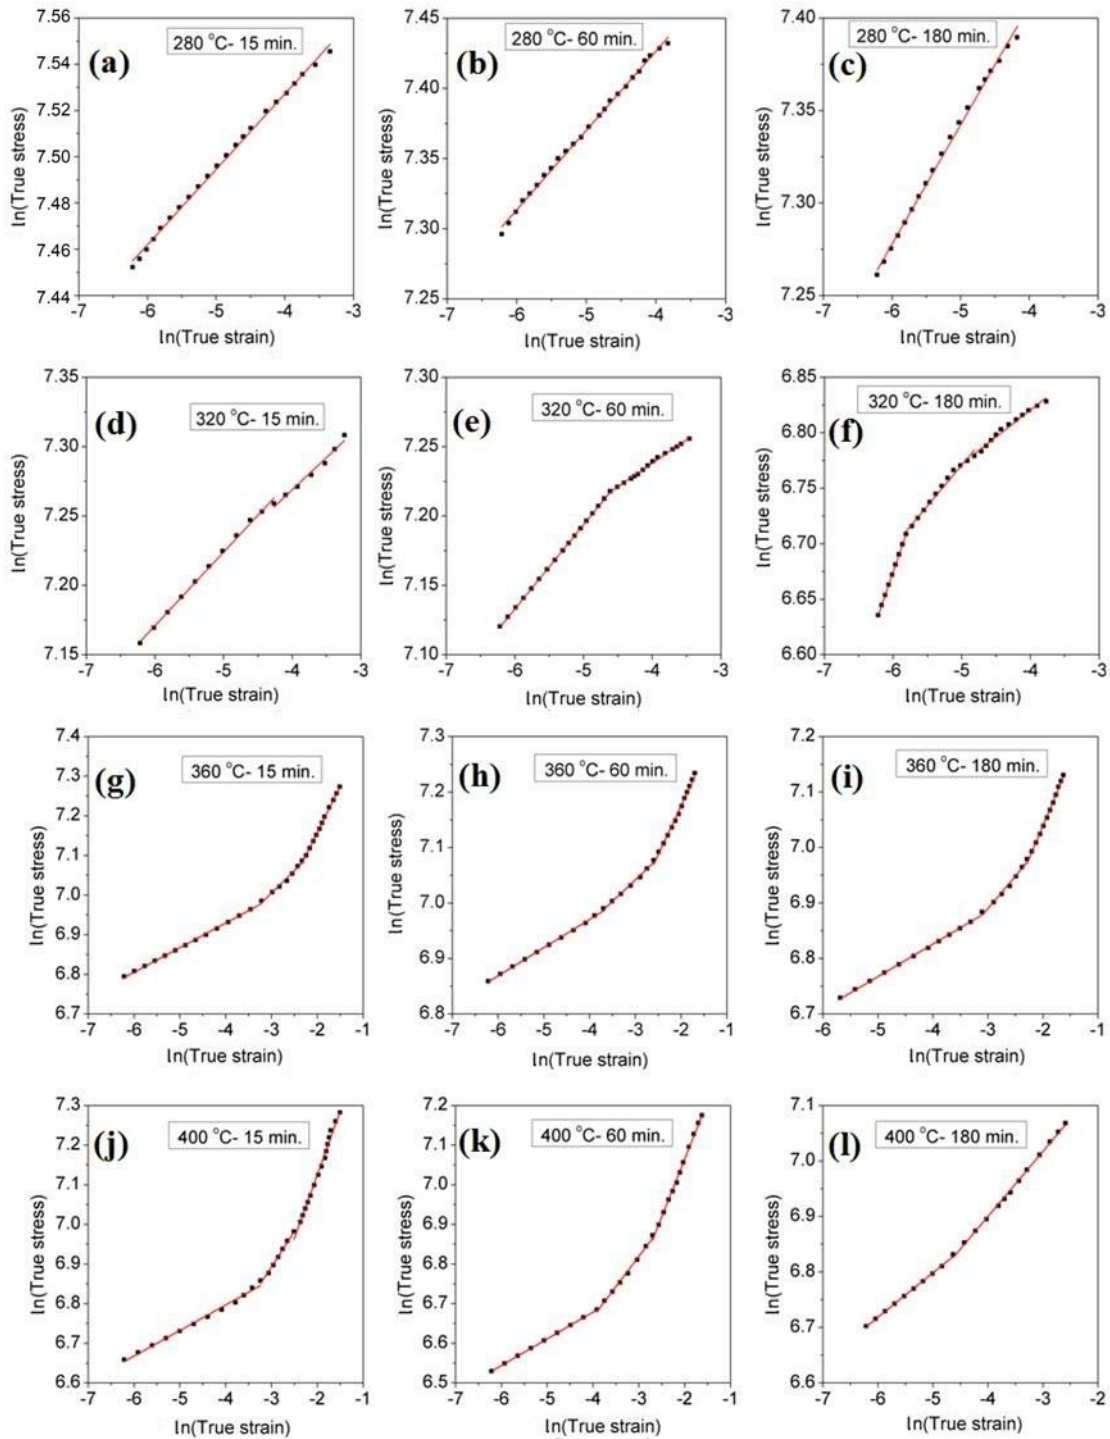 (a)
280 °C- 15 min.
7.56
7.54
7.52
7.50
7.48
7.46
7.44
ln(True stress)
-7 -6 -5 -4 -3
ln(True strain)
(b)
280 °C- 60 min.
7.45
7.40
7.35
7.30
7.25
ln(True stress)
-7 -6 -5 -4 -3
ln(True strain)
(c)
280 °C- 180 min.
7.40
7.35
7.30
7.25
ln(True stress)
-7 -6 -5 -4 -3
ln(True strain)
(d)
320 °C- 15 min.
7.35
7.30
7.25
7.20
7.15
ln(True stress)
-7 -6 -5 -4 -3
ln(True strain)
(e)
320 °C- 60 min.
7.30
7.25
7.20
7.15
7.10
ln(True stress)
-7 -6 -5 -4 -3
ln(True strain)
(f)
320 °C- 180 min.
6.85
6.80
6.75
6.70
6.65
6.60
ln(True stress)
-7 -6 -5 -4 -3
ln(True strain)
(g)
360 °C- 15 min.
7.4
7.3
7.2
7.1
7.0
6.9
6.8
6.7
ln(True stress)
-7 -6 -5 -4 -3 -2 -1
ln(True strain)
(h)
360 °C- 60 min.
7.3
7.2
7.1
7.0
6.9
6.8
ln(True stress)
-7 -6 -5 -4 -3 -2 -1
ln(True strain)
(i)
360 °C- 180 min.
7.2
7.1
7.0
6.9
6.8
6.7
ln(True stress)
-6 -5 -4 -3 -2 -1
ln(True strain)
(j)
400 °C- 15 min.
7.3
7.2
7.1
7.0
6.9
6.8
6.7
6.6
ln(True stress)
-7 -6 -5 -4 -3 -2 -1
ln(True strain)
(k)
400 °C- 60 min.
7.2
7.1
7.0
6.9
6.8
6.7
6.6
6.5
ln(True stress)
-7 -6 -5 -4 -3 -2 -1
ln(True strain)
(l)
400 °C- 180 min.
7.1
7.0
6.9
6.8
6.7
6.6
ln(True stress)
-7 -6 -5 -4 -3 -2
ln(True strain)